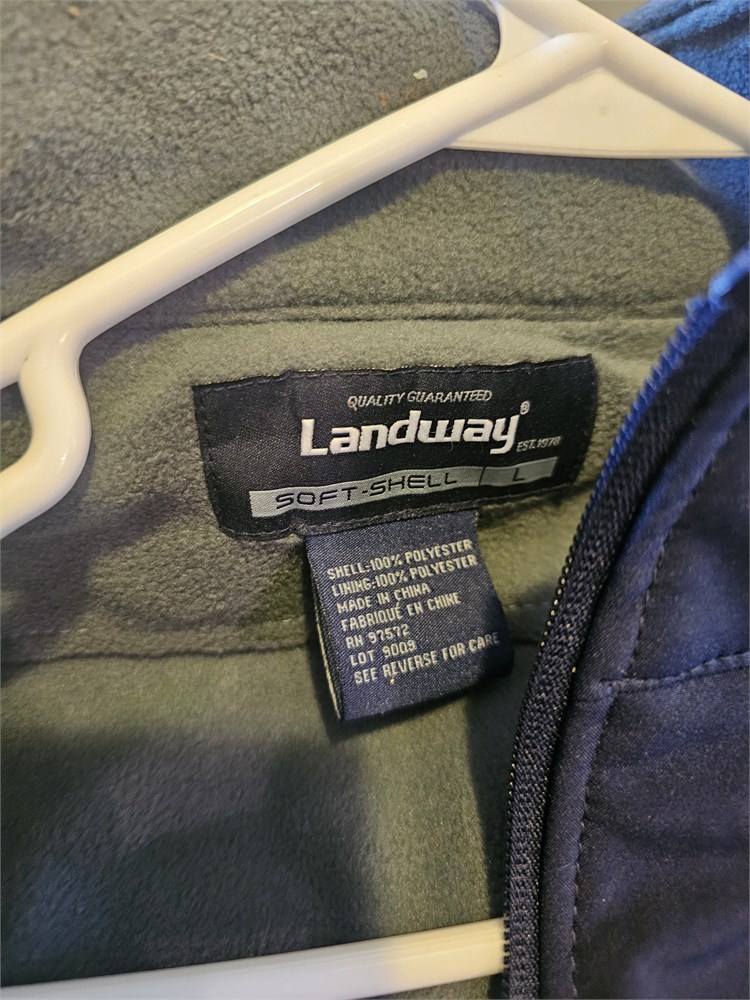 QUALITY GUARANTEED
Landway®
EST. 1978
SOFT-SHELL L
SHELL:100% POLYESTER
LINING:100% POLYESTER
MADE IN CHINA
FABRIQUÉ EN CHINE
RN 97572
LOT 9009
SEE REVERSE FOR CARE